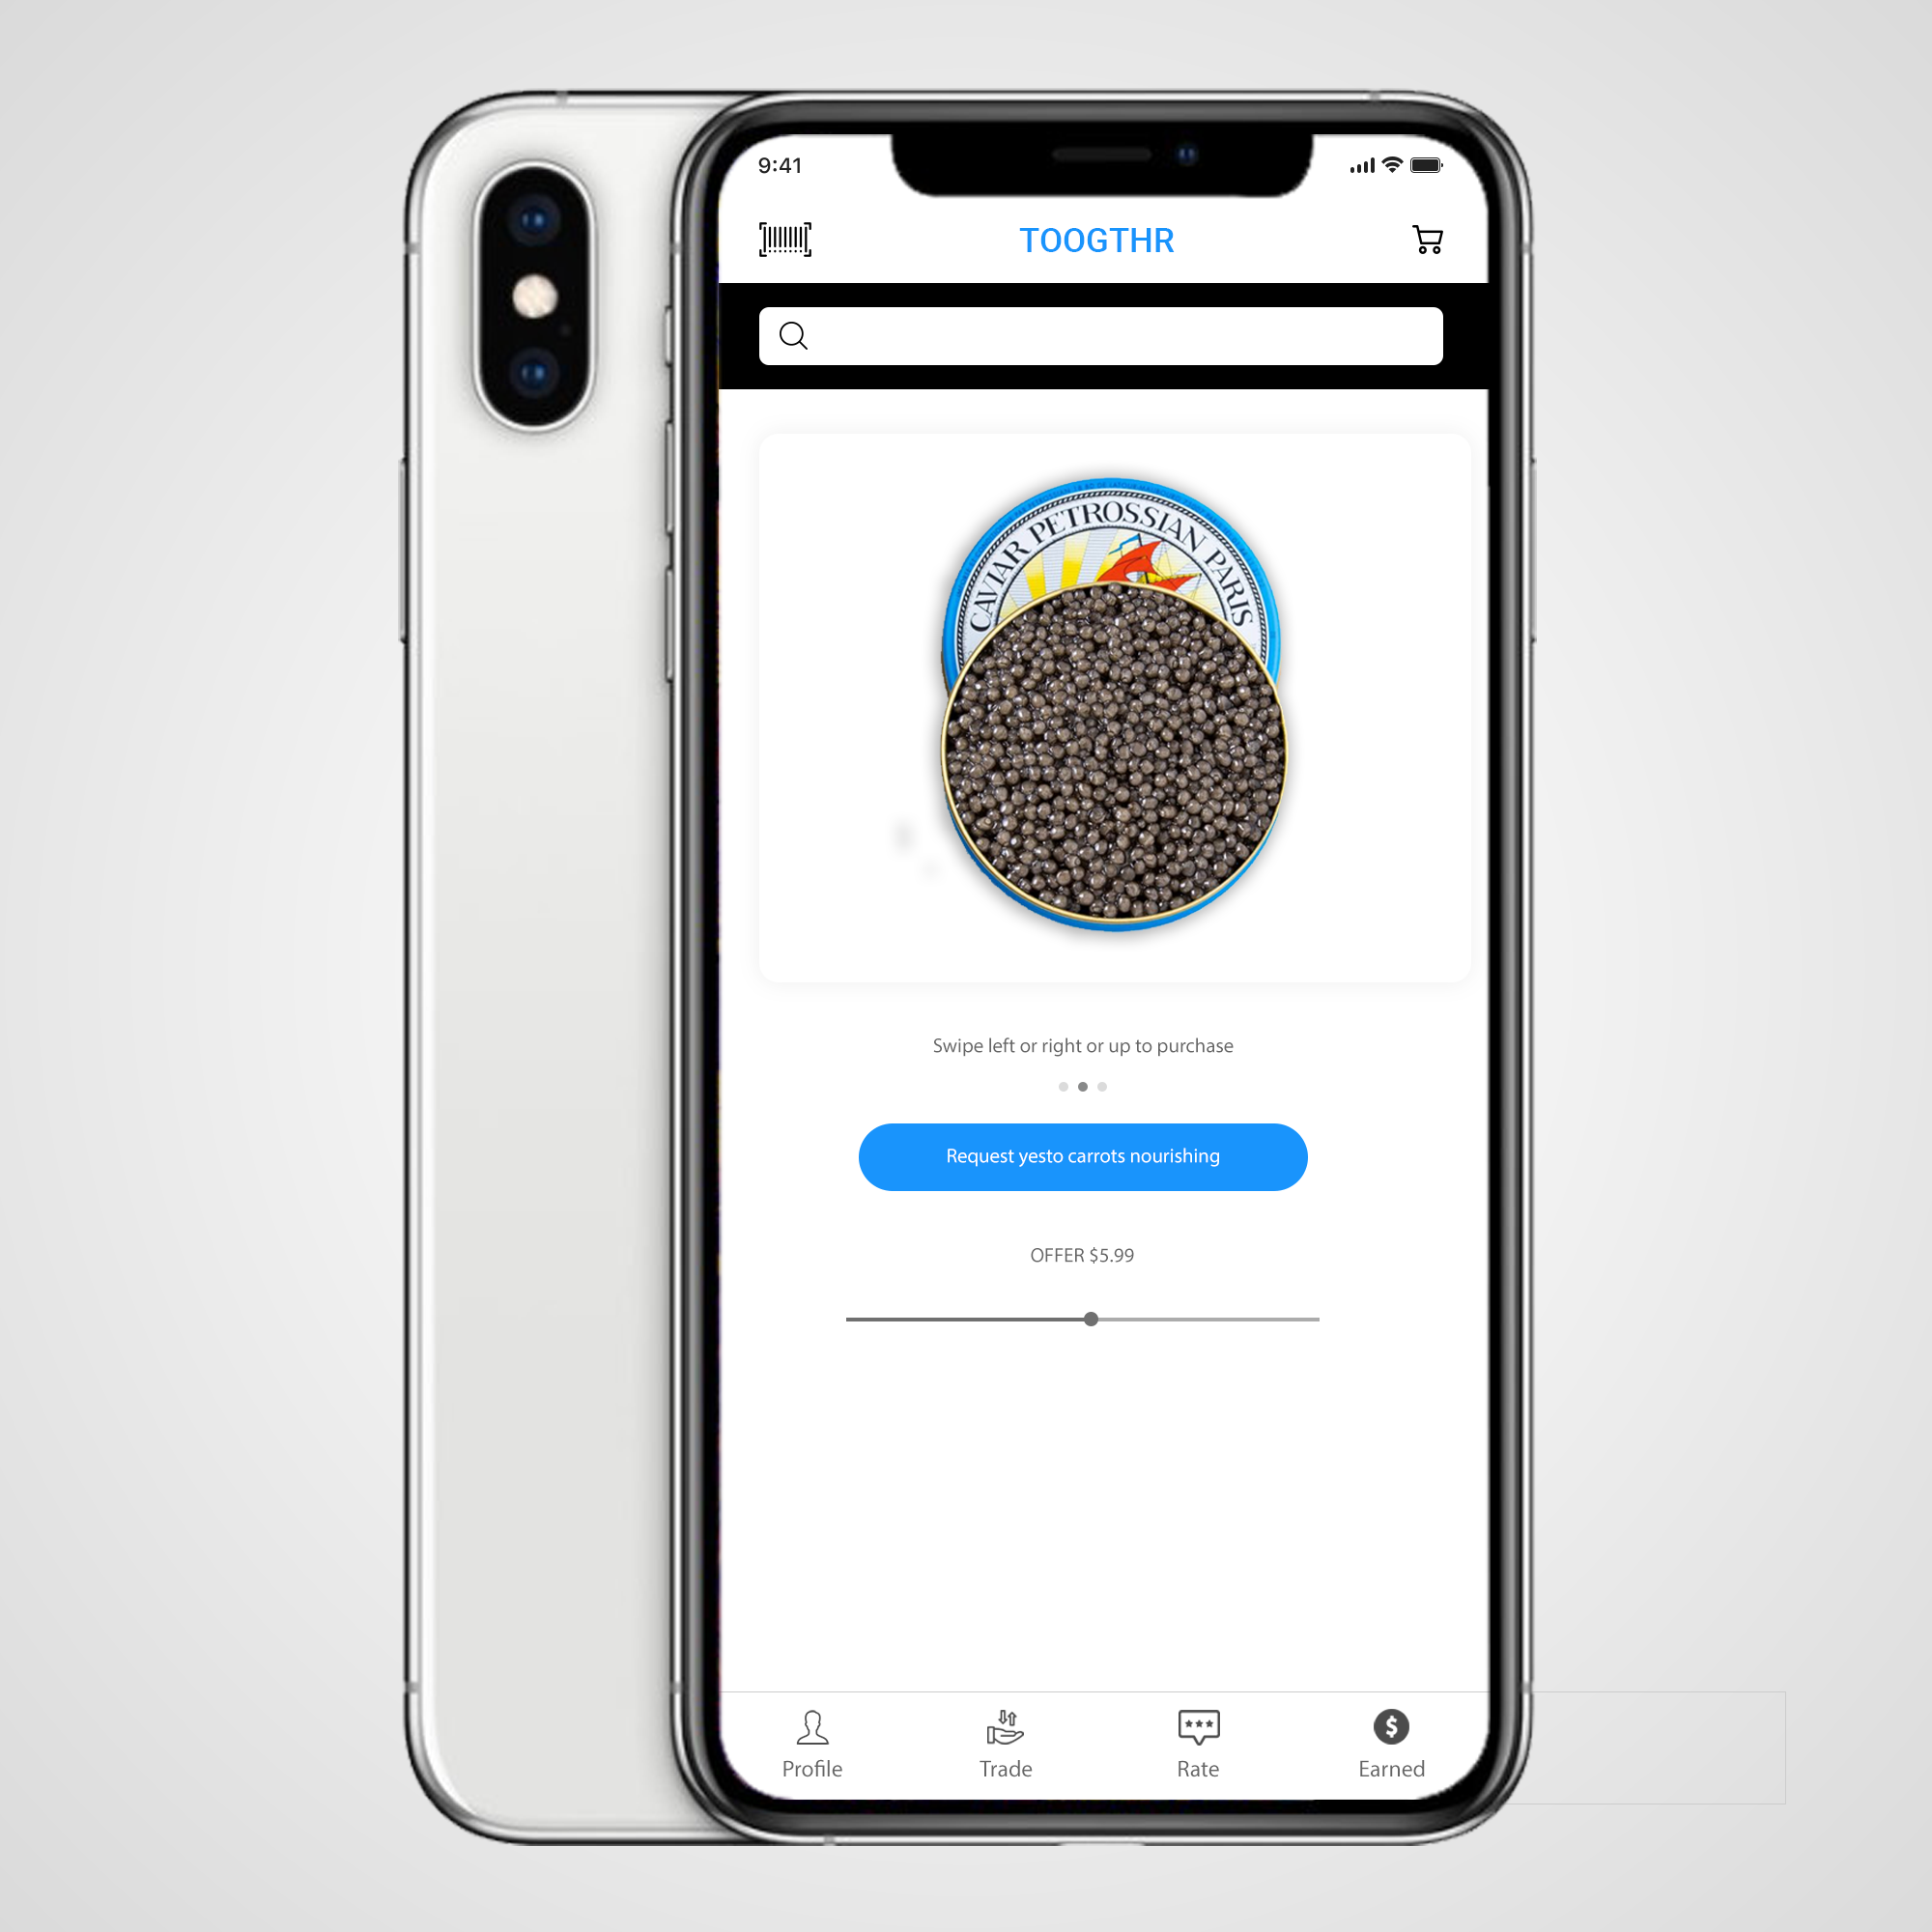 9:41
TOOGTHR
CAVIAR PETROSSIAN PARIS
Swipe left or right or up to purchase
Request yesto carrots nourishing
OFFER $5.99
Profile
Trade
Rate
Earned